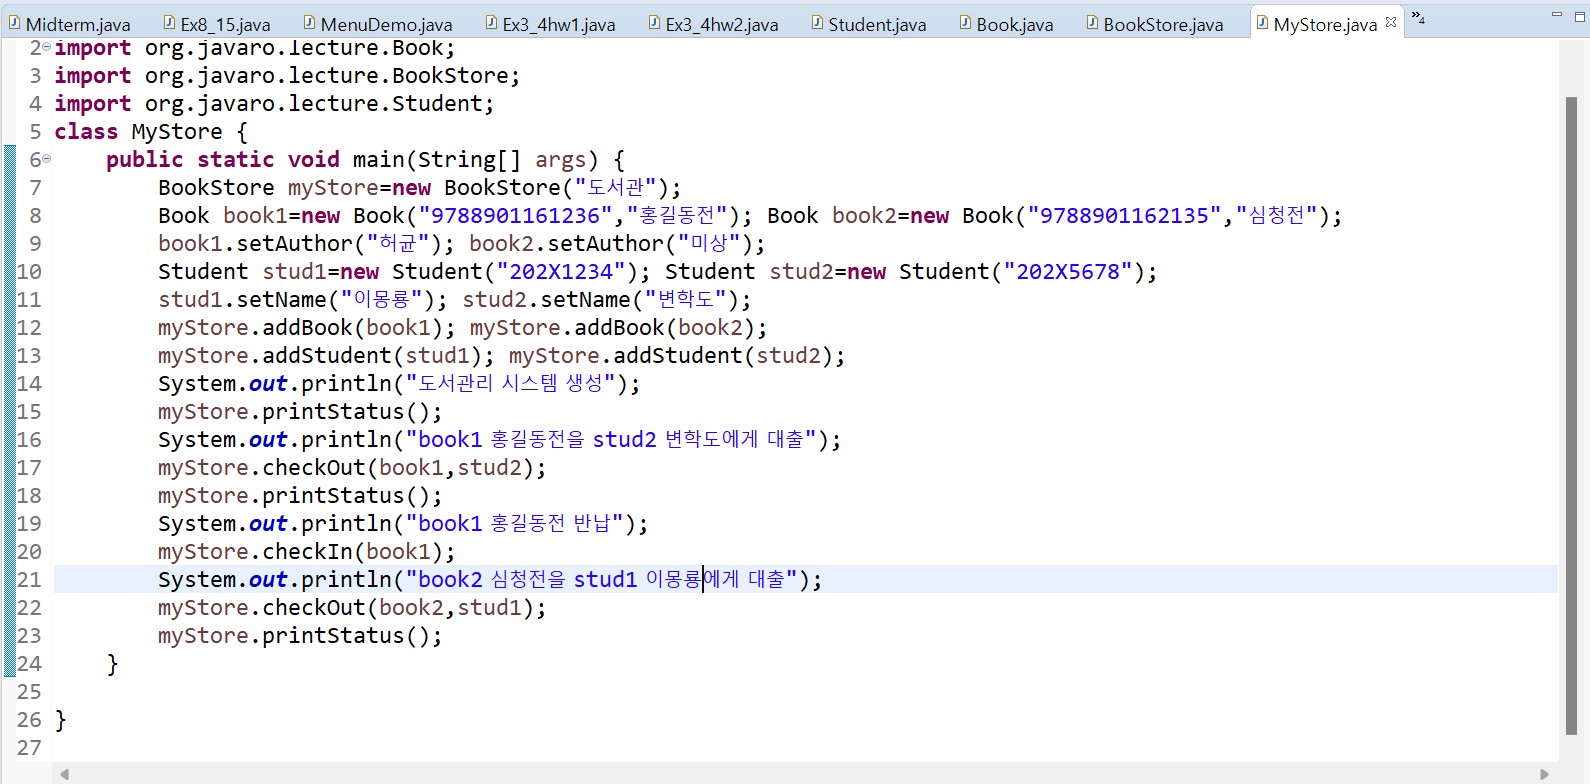 Midterm.java Ex8_15.java MenuDemo.java Ex3_4hw1.java Ex3_4hw2.java Student.java Book.java BookStore.java MyStore.java »4
2 import org.javaro.lecture.Book;
3 import org.javaro.lecture.BookStore;
4 import org.javaro.lecture.Student;
5 class MyStore {
6 public static void main(String[] args) {
7 BookStore myStore=new BookStore("도서관");
8 Book book1=new Book("9788901161236","홍길동전"); Book book2=new Book("9788901162135","심청전");
9 book1.setAuthor("허균"); book2.setAuthor("미상");
10 Student stud1=new Student("202X1234"); Student stud2=new Student("202X5678");
11 stud1.setName("이몽룡"); stud2.setName("변학도");
12 myStore.addBook(book1); myStore.addBook(book2);
13 myStore.addStudent(stud1); myStore.addStudent(stud2);
14 System.out.println("도서관리 시스템 생성");
15 myStore.printStatus();
16 System.out.println("book1 홍길동전을 stud2 변학도에게 대출");
17 myStore.checkOut(book1,stud2);
18 myStore.printStatus();
19 System.out.println("book1 홍길동전 반납");
20 myStore.checkIn(book1);
21 System.out.println("book2 심청전을 stud1 이몽룡에게 대출");
22 myStore.checkOut(book2,stud1);
23 myStore.printStatus();
24 }
25
26 }
27